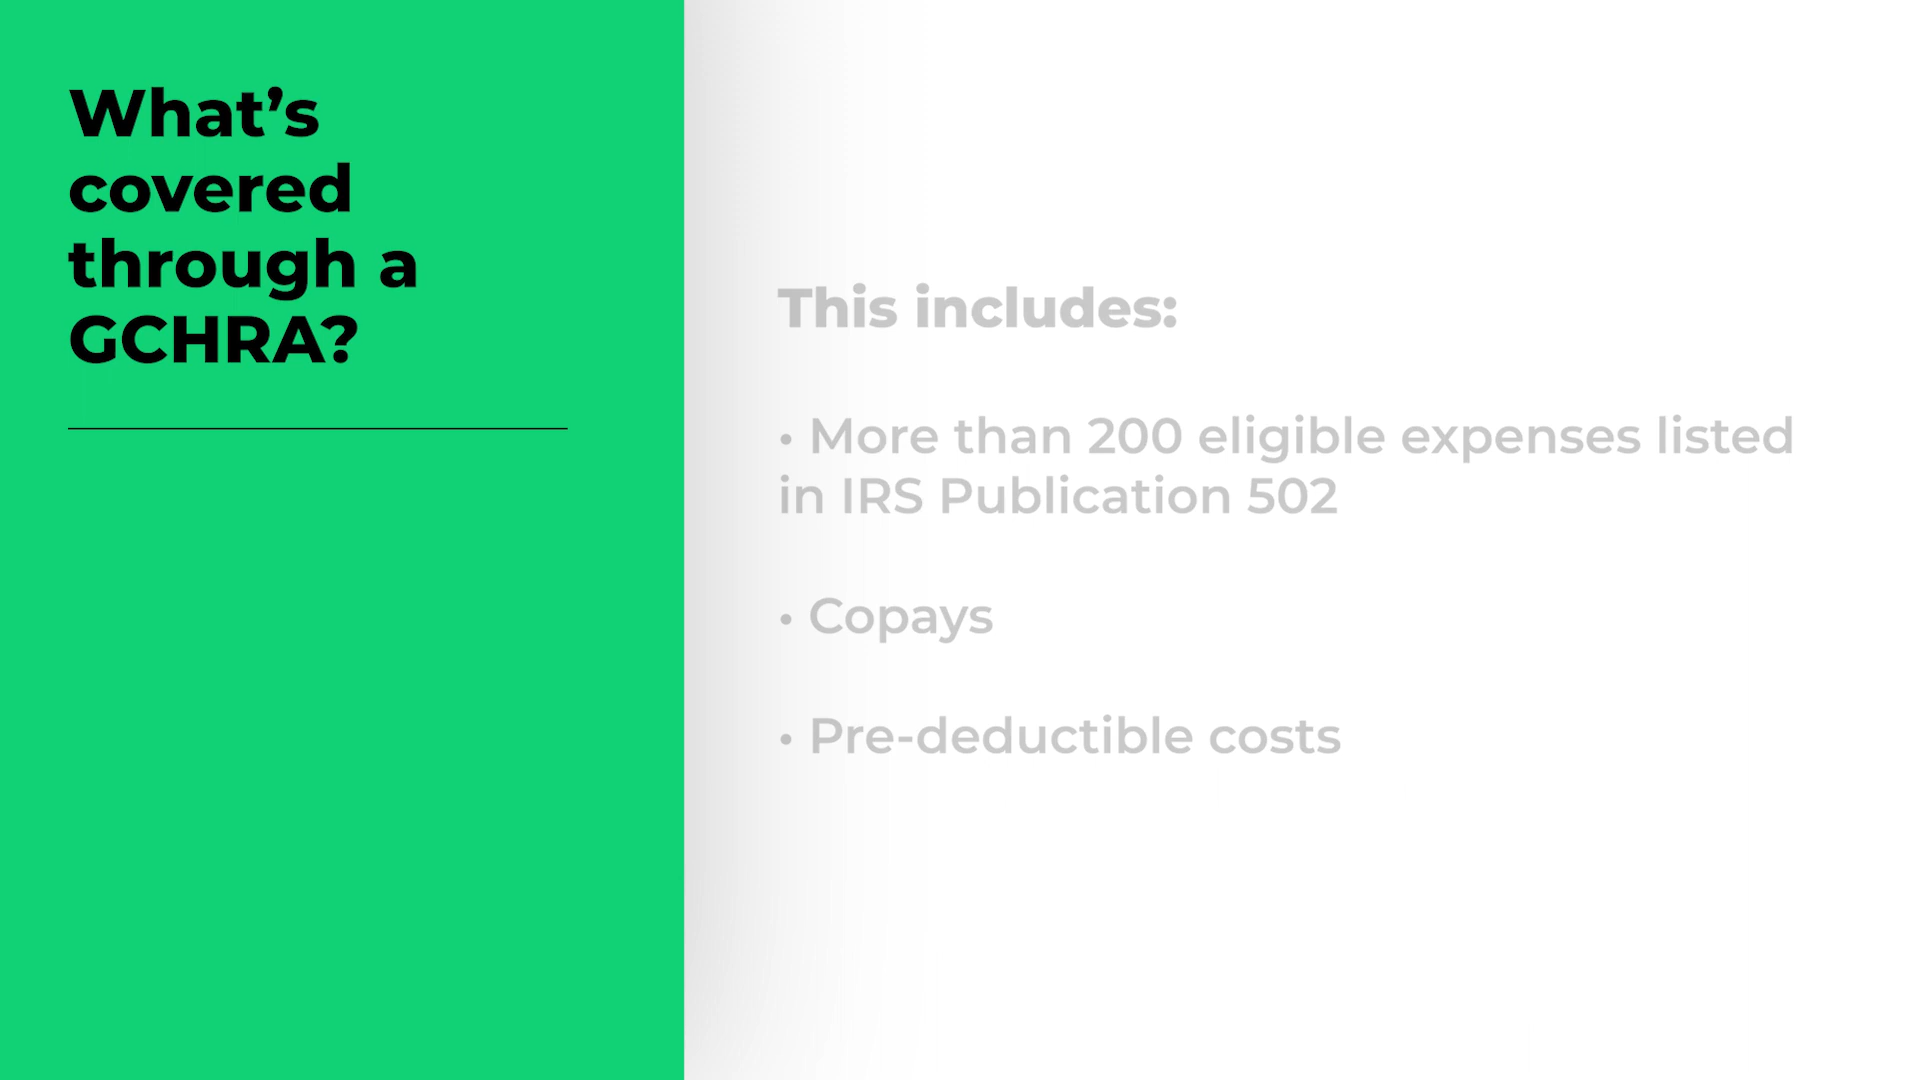 What’s
covered
through a
GCHRA?
This includes:
• More than 200 eligible expenses listed
in IRS Publication 502
• Copays
• Pre-deductible costs